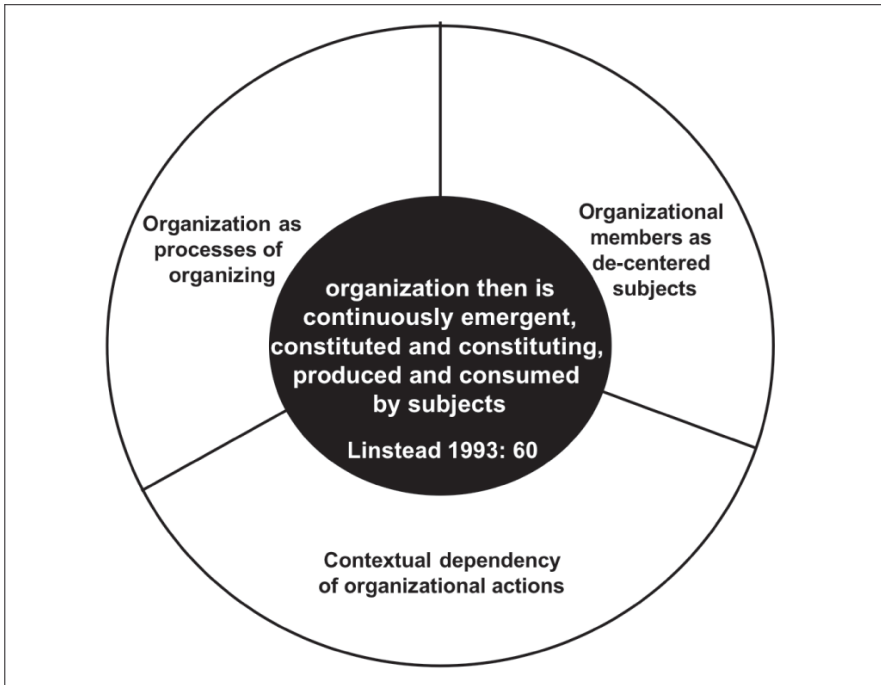 Organization as
processes of
organizing
Organizational
members as
de-centered
subjects
organization then is
continuously emergent,
constituted and constituting,
produced and consumed
by subjects
Linstead 1993: 60
Contextual dependency
of organizational actions